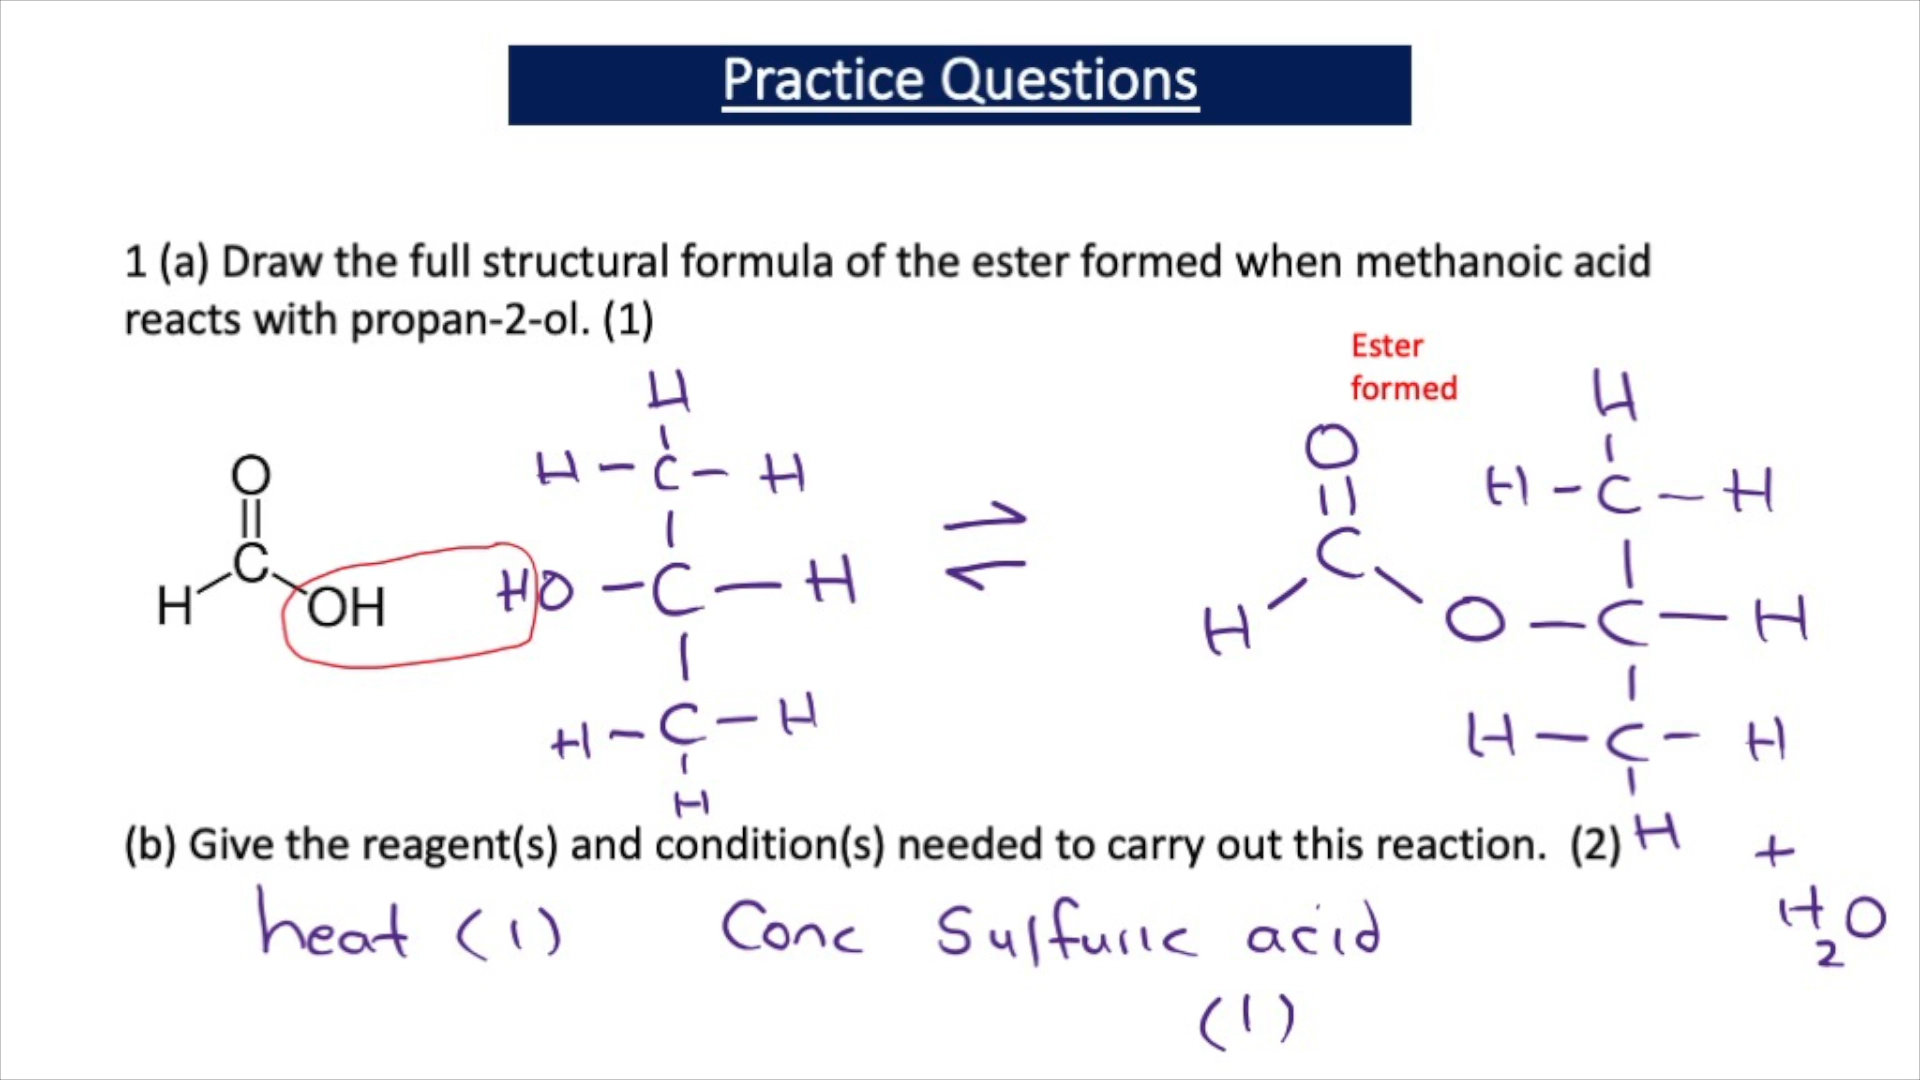 Practice Questions
1 (a) Draw the full structural formula of the ester formed when methanoic acid
reacts with propan-2-ol. (1)
Ester
formed
H
H - C - H
O
C
H OH
HO - C - H
H - C - H
H
⇌
O
C
H O - C - H
H
H - C - H
H - C - H
H
+
H₂O
(b) Give the reagent(s) and condition(s) needed to carry out this reaction. (2)
heat (1) Conc Sulfuric acid
(1)